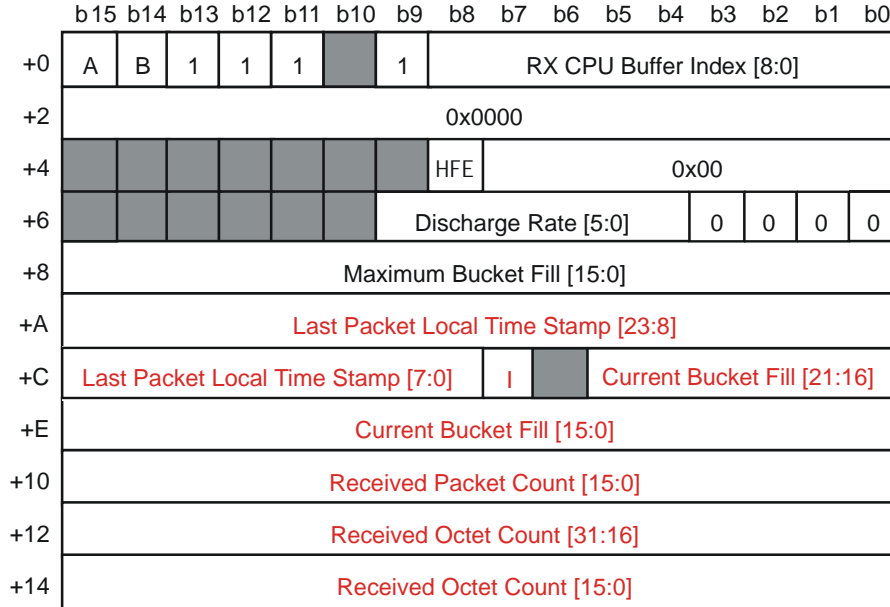 b15 b14 b13 b12 b11 b10 b9 b8 b7 b6 b5 b4 b3 b2 b1 b0
+0 A B 1 1 1 1 RX CPU Buffer Index [8:0]
+2 0x0000
+4 HFE 0x00
+6 Discharge Rate [5:0] 0 0 0 0
+8 Maximum Bucket Fill [15:0]
+A Last Packet Local Time Stamp [23:8]
+C Last Packet Local Time Stamp [7:0] I Current Bucket Fill [21:16]
+E Current Bucket Fill [15:0]
+10 Received Packet Count [15:0]
+12 Received Octet Count [31:16]
+14 Received Octet Count [15:0]